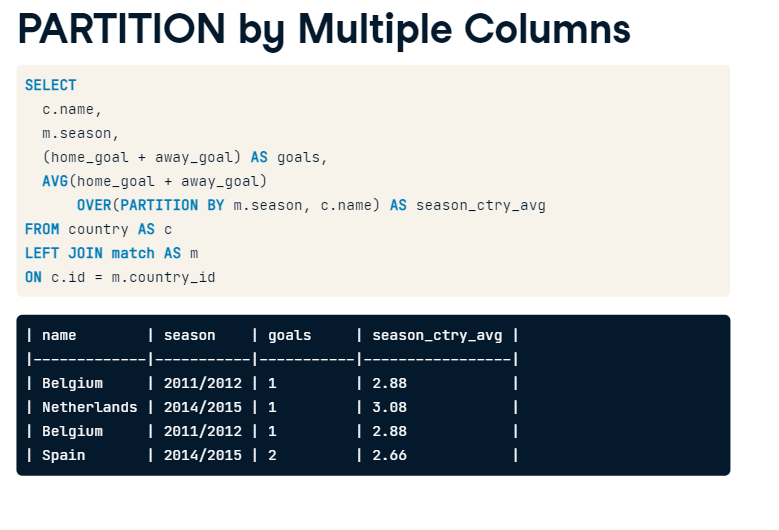 PARTITION by Multiple Columns
SELECT
c.name,
m.season,
(home_goal + away_goal) AS goals,
AVG(home_goal + away_goal)
OVER(PARTITION BY m.season, c.name) AS season_ctry_avg
FROM country AS c
LEFT JOIN match AS m
ON c.id = m.country_id
| name | season | goals | season_ctry_avg |
|-------------|-----------|-----------|-----------------|
| Belgium | 2011/2012 | 1 | 2.88 |
| Netherlands | 2014/2015 | 1 | 3.08 |
| Belgium | 2011/2012 | 1 | 2.88 |
| Spain | 2014/2015 | 2 | 2.66 |